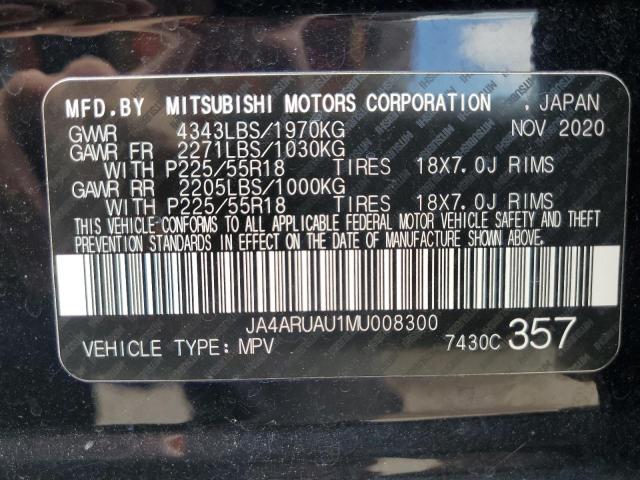 MFD.BY MITSUBISHI MOTORS CORPORATION , JAPAN
GVWR 4343LBS/1970KG NOV 2020
GAWR FR 2271LBS/1030KG
WITH P225/55R18 TIRES 18X7.0J RIMS
GAWR RR 2205LBS/1000KG
WITH P225/55R18 TIRES 18X7.0J RIMS
THIS VEHICLE CONFORMS TO ALL APPLICABLE FEDERAL MOTOR VEHICLE SAFETY AND THEFT
PREVENTION STANDARDS IN EFFECT ON THE DATE OF MANUFACTURE SHOWN ABOVE.
JA4ARUAU1MU008300
VEHICLE TYPE: MPV 7430C 357